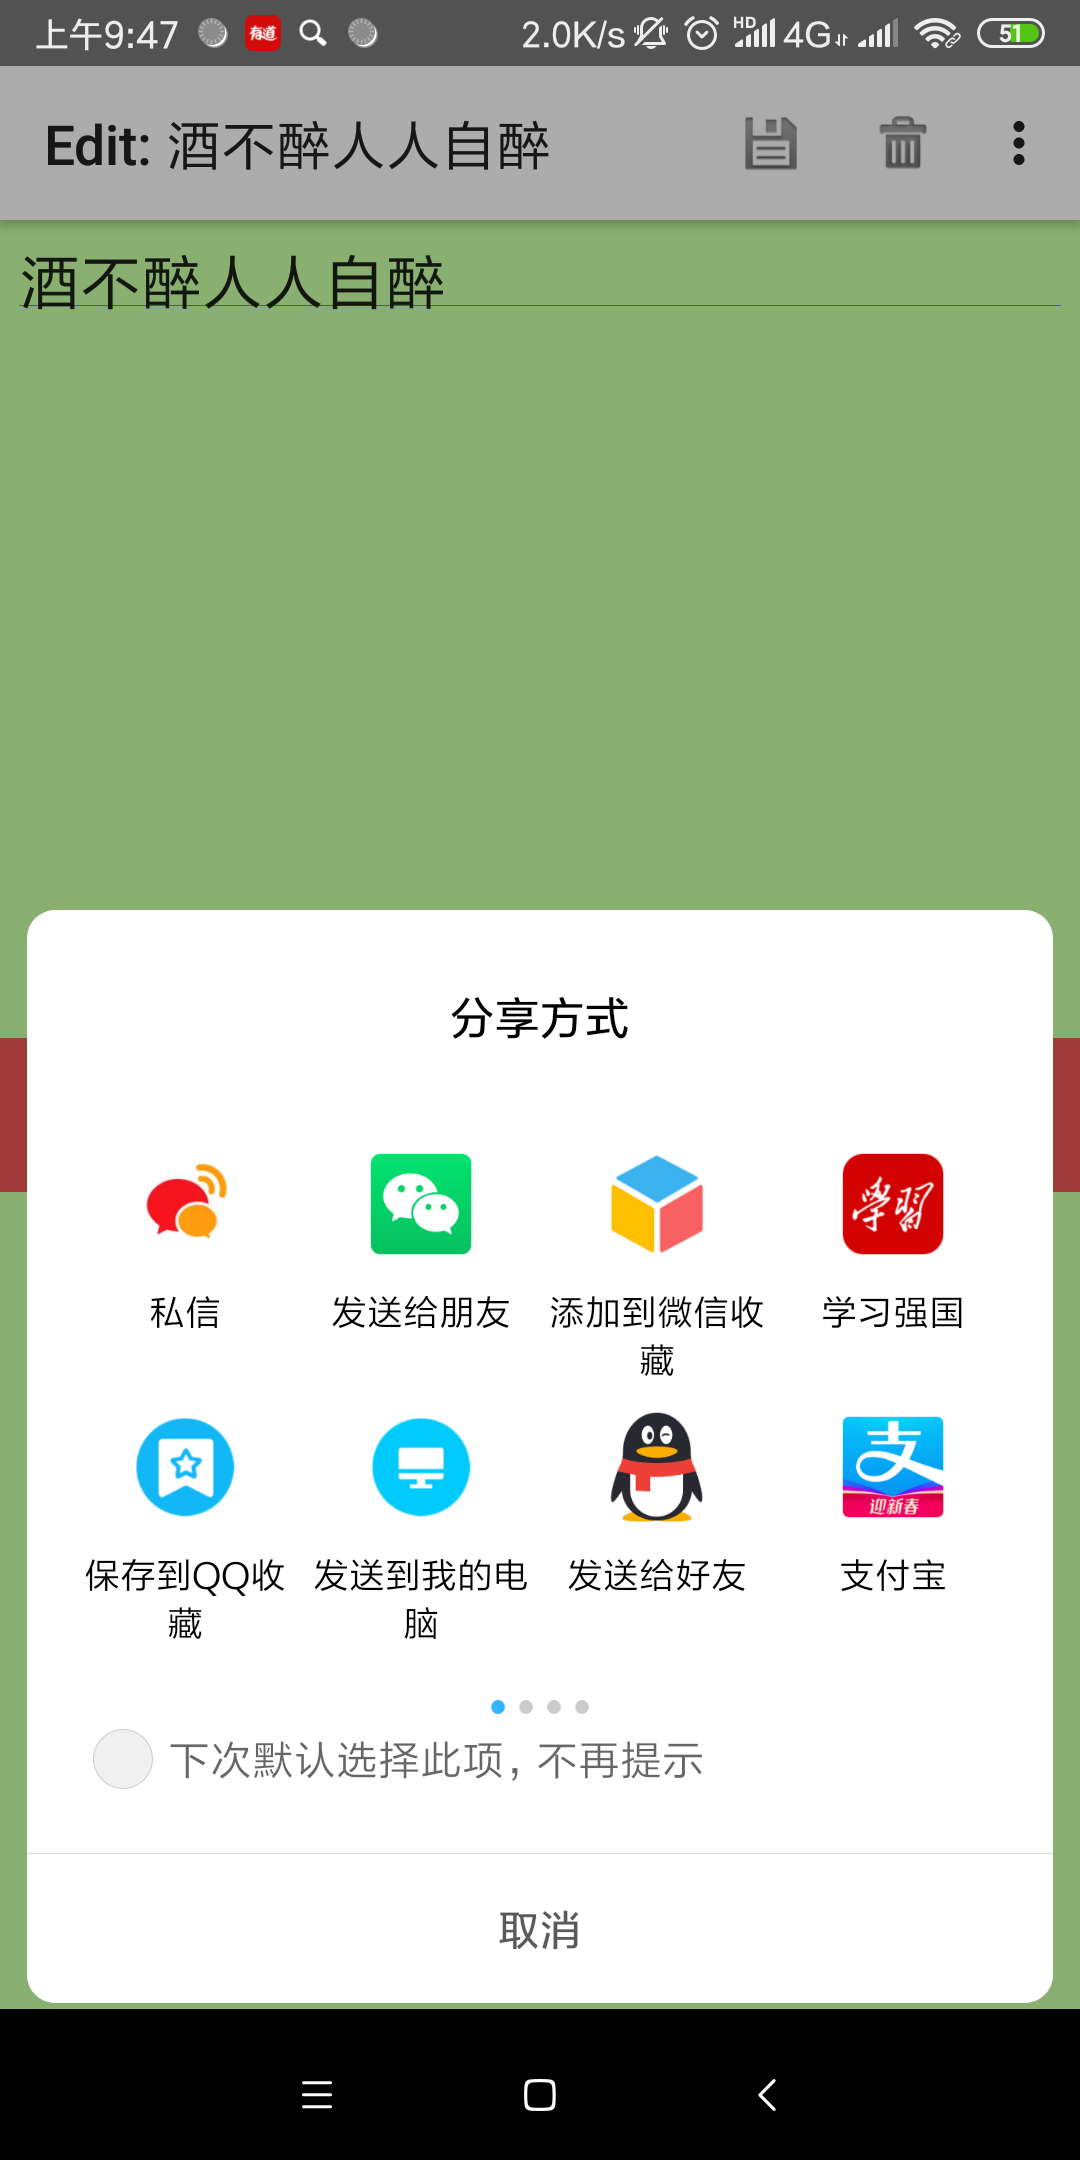 上午9:47 有道 2.0K/s HD 4G 51
Edit: 酒不醉人人自醉
酒不醉人人自醉
分享方式
學習
私信 发送给朋友 添加到微信收藏 学习强国
支
迎新春
保存到QQ收藏 发送到我的电脑 发送给好友 支付宝
下次默认选择此项，不再提示
取消